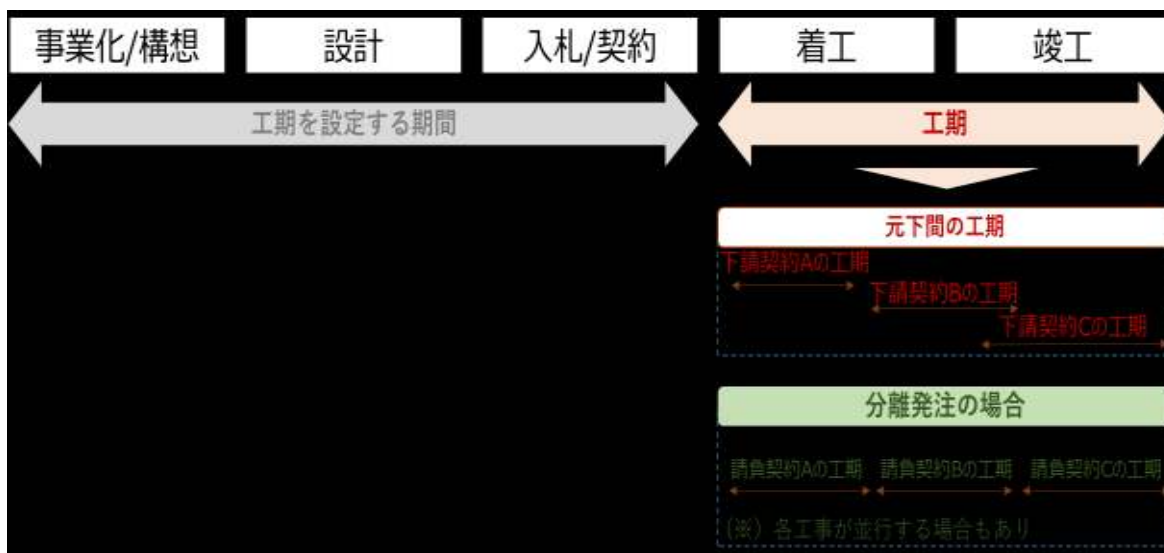 事業化/構想
設計
入札/契約
着工
竣工
工期を設定する期間
工期
元下間の工期
下請契約Aの工期
下請契約Bの工期
下請契約Cの工期
分離発注の場合
請負契約Aの工期
請負契約Bの工期
請負契約Cの工期
(※)各工事が並行する場合もあり